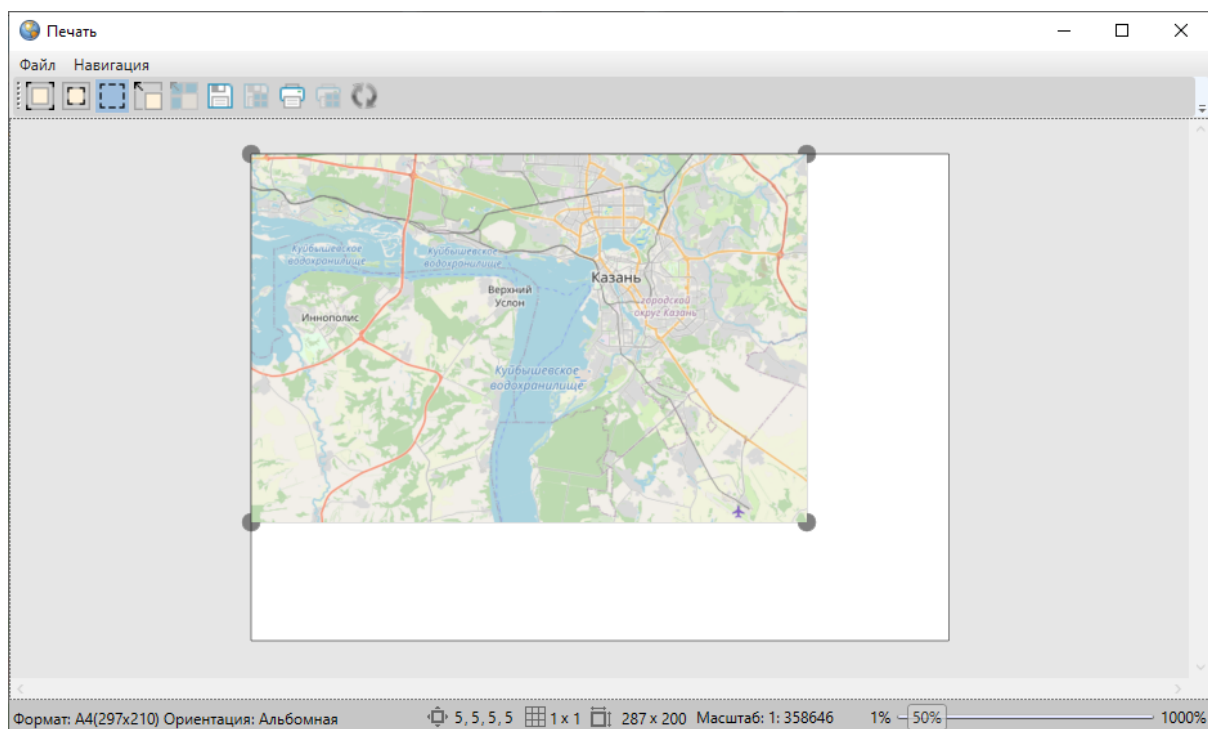 Печать
Файл Навигация
Куйбышевское
водохранилище
Куйбышевское
водохранилище
Казань
Верхний
Услон
городской
округ Казань
Иннополис
Куйбышевское
водохранилище
Формат: A4(297x210) Ориентация: Альбомная 5, 5, 5, 5 1 x 1 287 x 200 Масштаб: 1: 358646 1% 50% 1000%